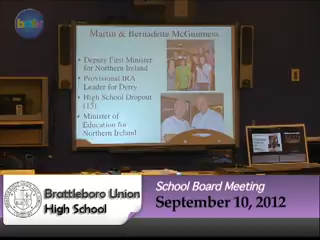 Martin & Bernadette McGuinness
• Deputy First Minister
for Northern Ireland
• Provisional IRA
Leader for Derry
• High School Dropout
(15)
• Minister of
Education for
Northern Ireland
School Board Meeting
Brattleboro Union
High School
September 10, 2012